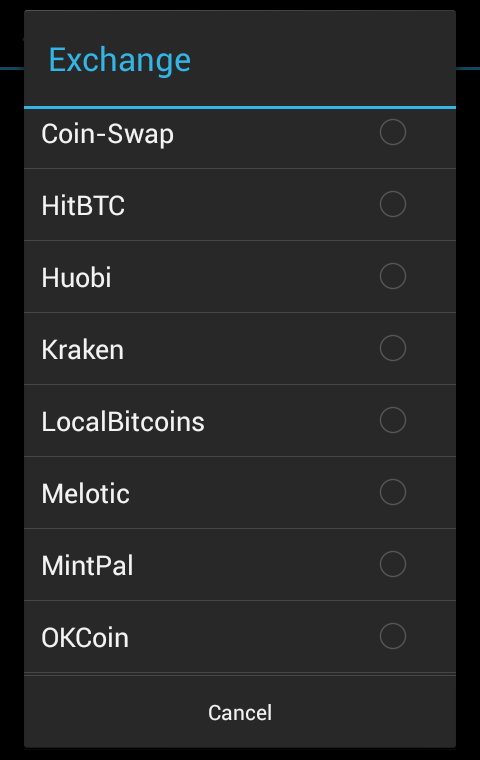 Exchange
Coin-Swap
HitBTC
Huobi
Kraken
LocalBitcoins
Melotic
MintPal
OKCoin
Cancel